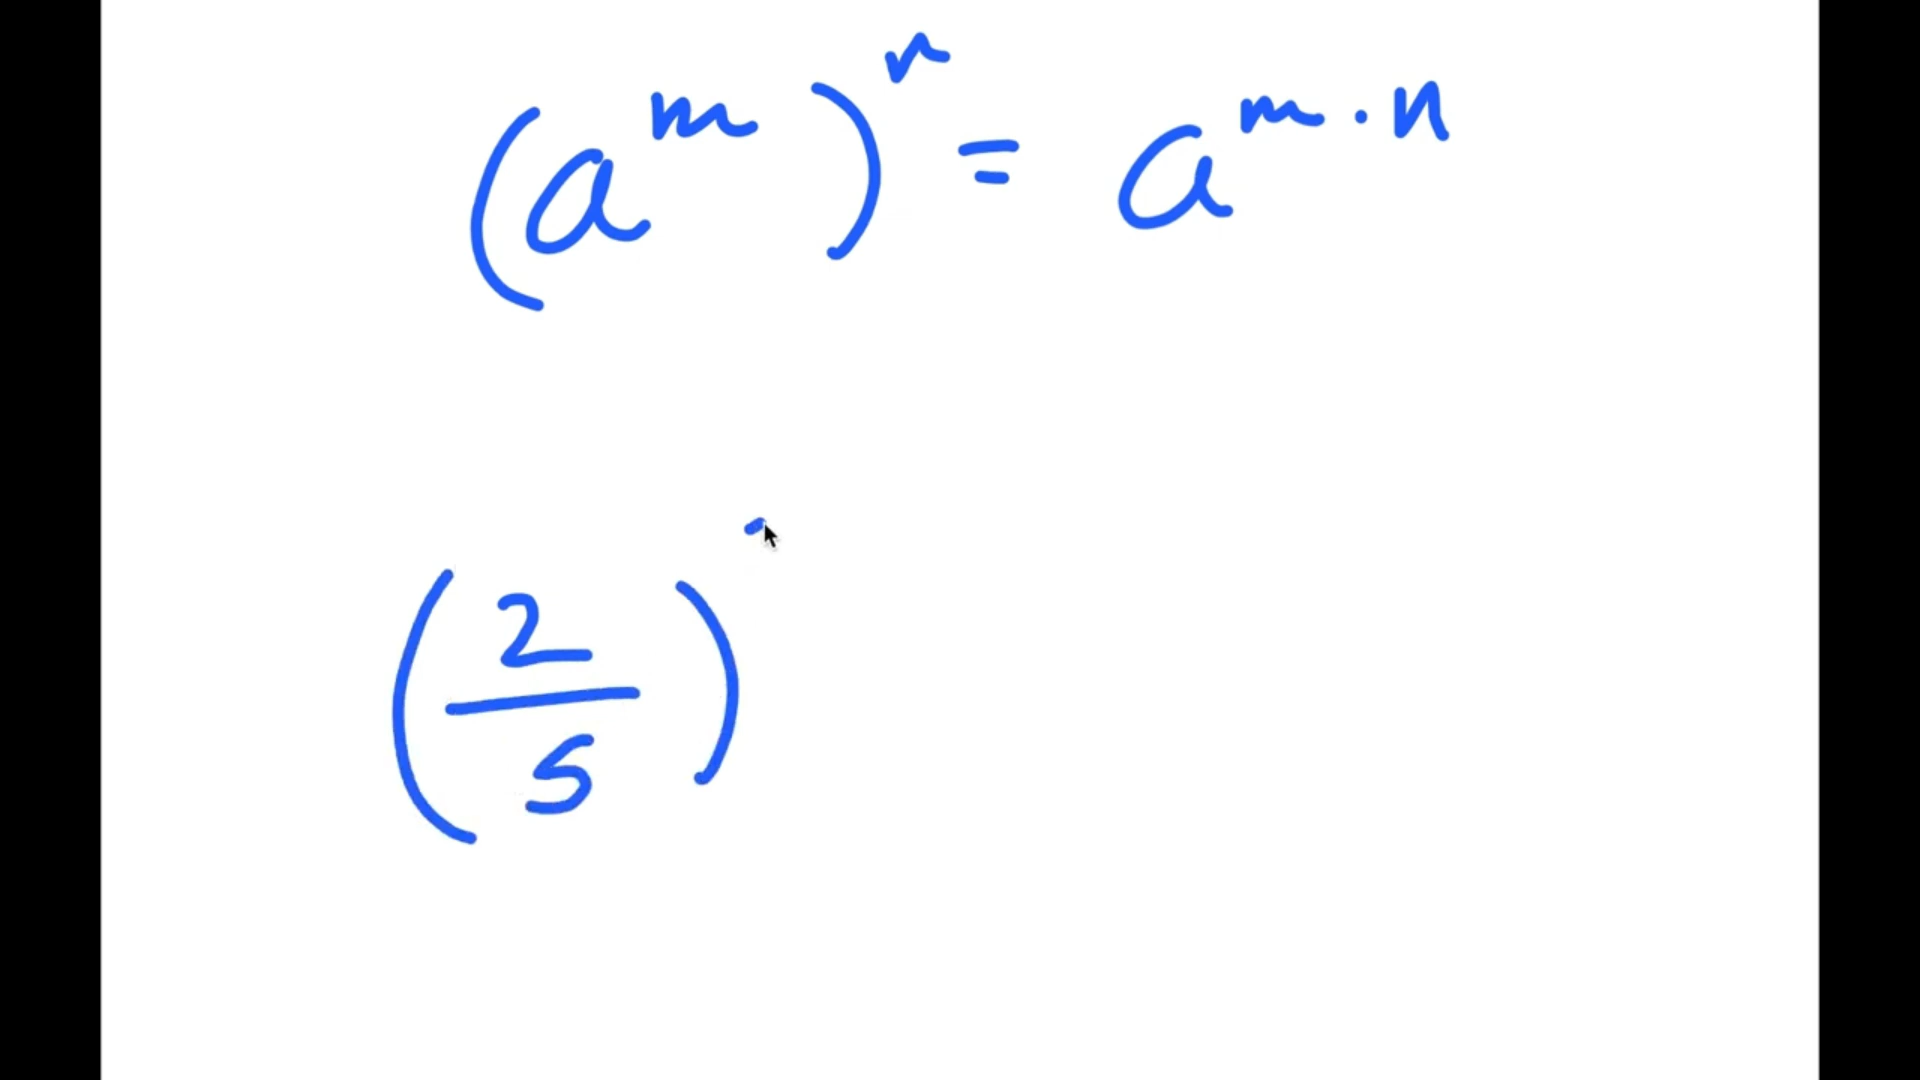 (a^m)^n = a^{m·n}
(2/5)